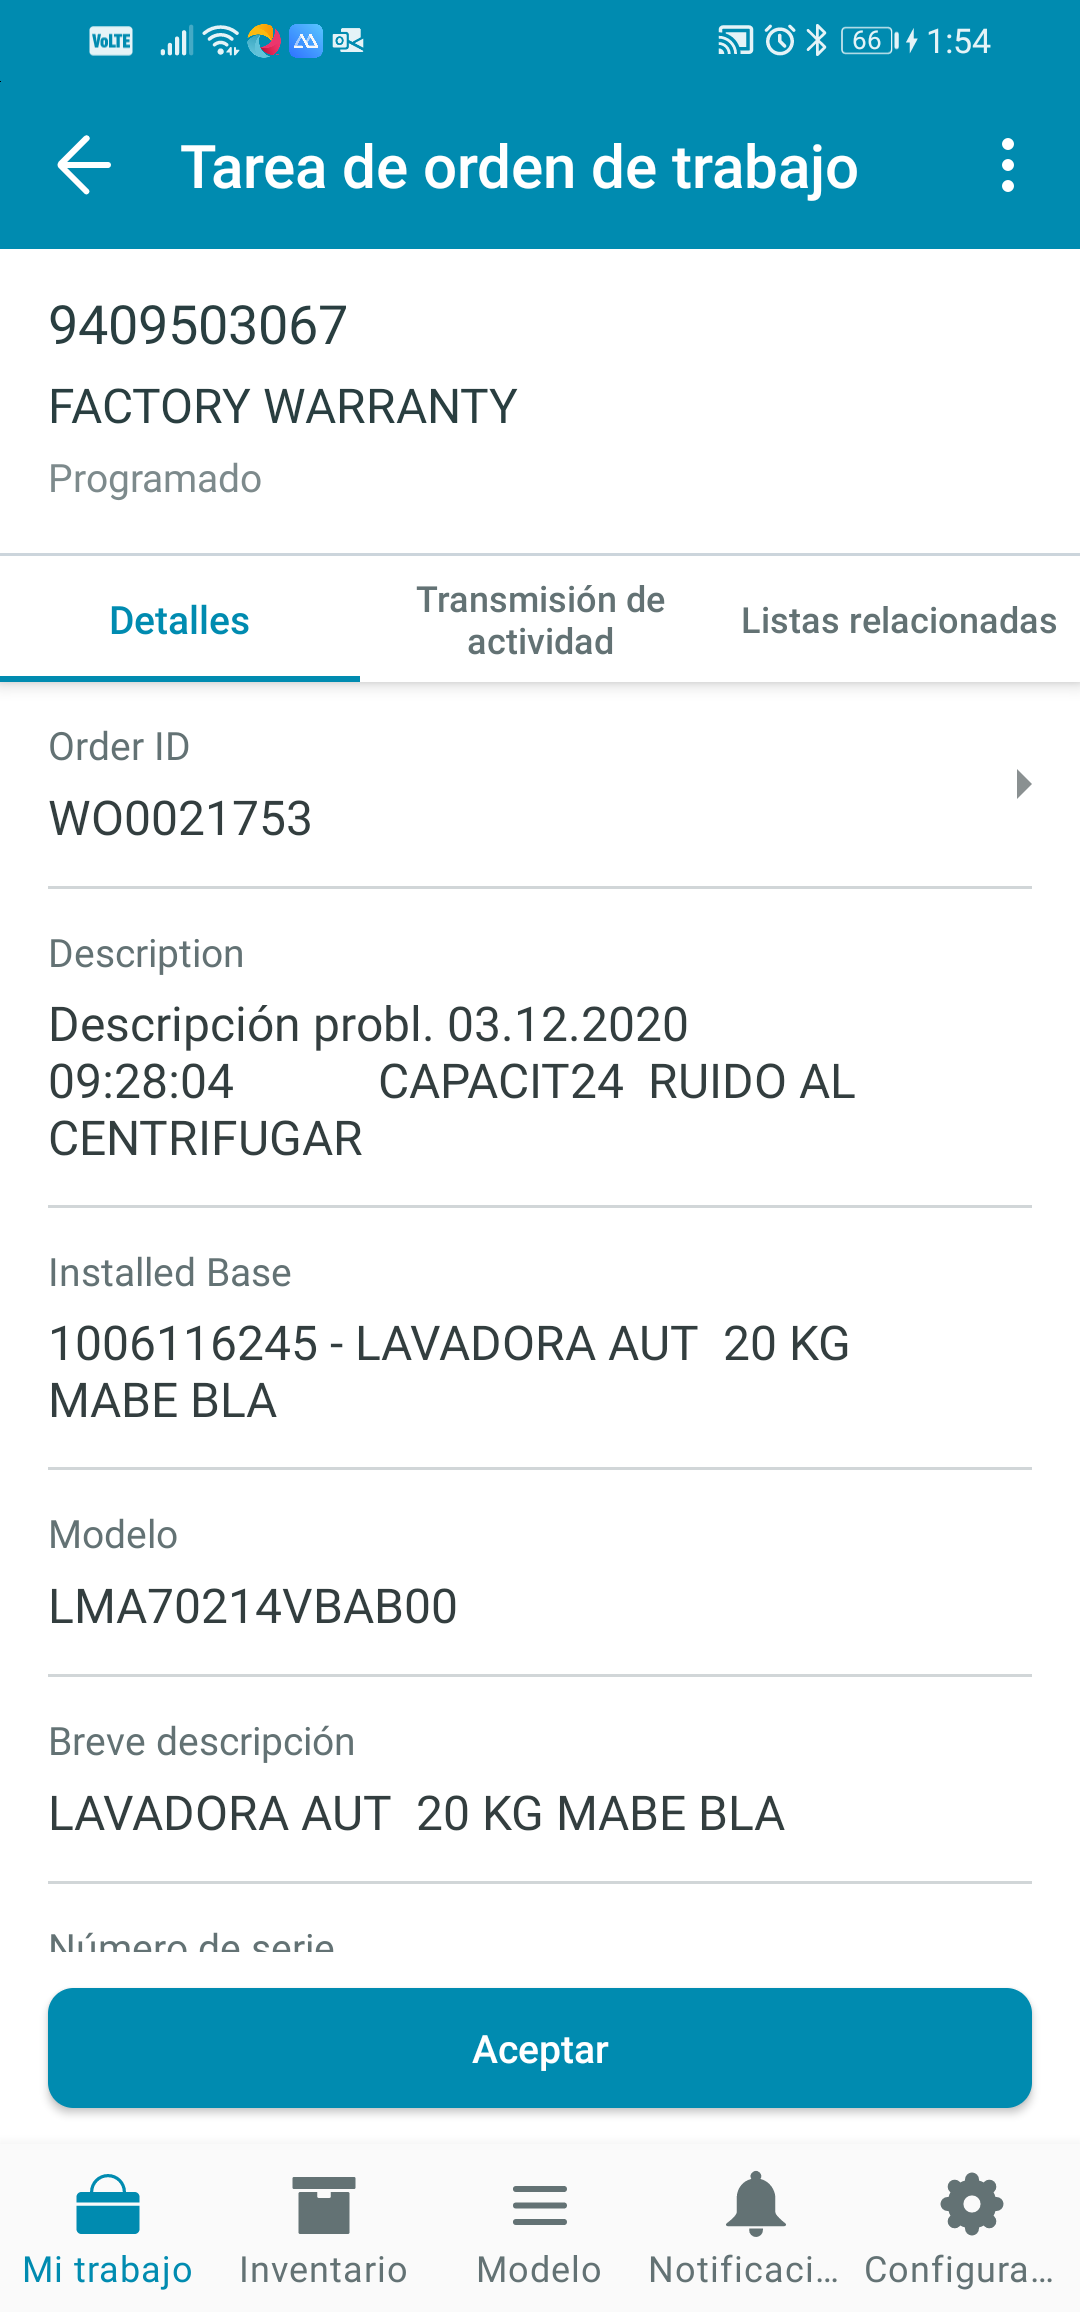 VoLTE 66 1:54
Tarea de orden de trabajo
9409503067
FACTORY WARRANTY
Programado
Detalles
Transmisión de
actividad
Listas relacionadas
Order ID
WO0021753
Description
Descripción probl. 03.12.2020
09:28:04 CAPACIT24 RUIDO AL
CENTRIFUGAR
Installed Base
1006116245 - LAVADORA AUT 20 KG
MABE BLA
Modelo
LMA70214VBAB00
Breve descripción
LAVADORA AUT 20 KG MABE BLA
Número de serie
Aceptar
Mi trabajo Inventario Modelo Notificaci... Configura...